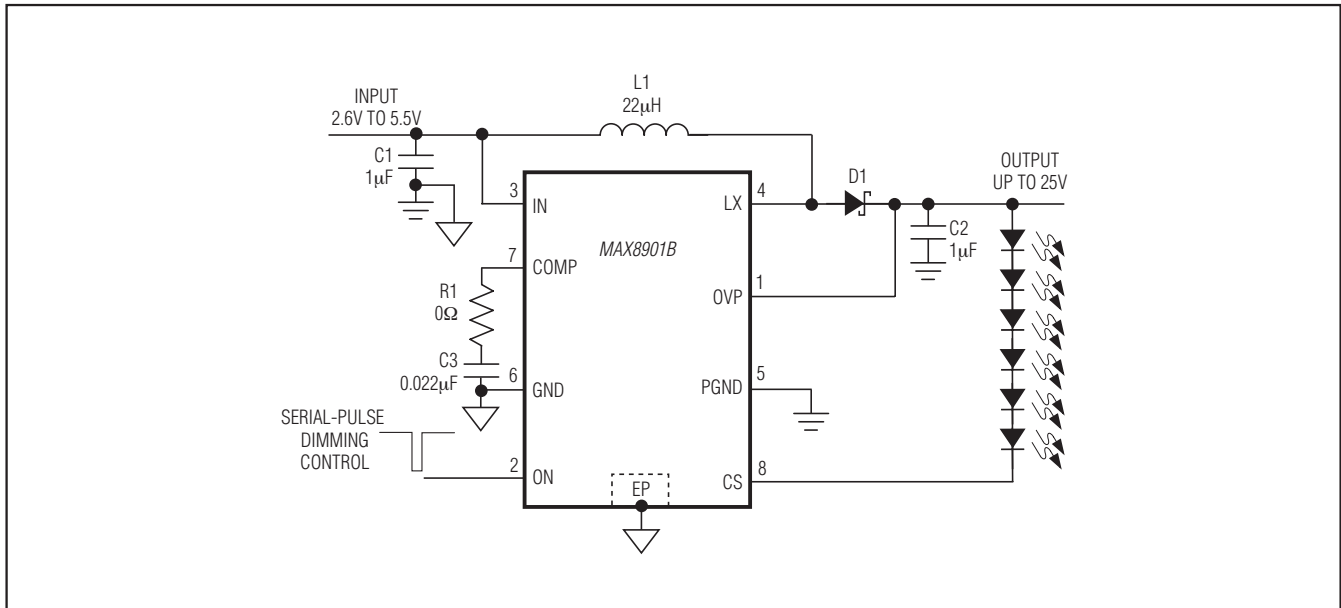 INPUT
2.6V TO 5.5V
L1
22µH
C1
1µF
3
IN
LX
4
D1
OUTPUT
UP TO 25V
C2
1µF
MAX8901B
7
COMP
R1
0Ω
OVP
1
C3
0.022µF
6
GND
PGND
5
SERIAL-PULSE
DIMMING
CONTROL
2
ON
EP
CS
8